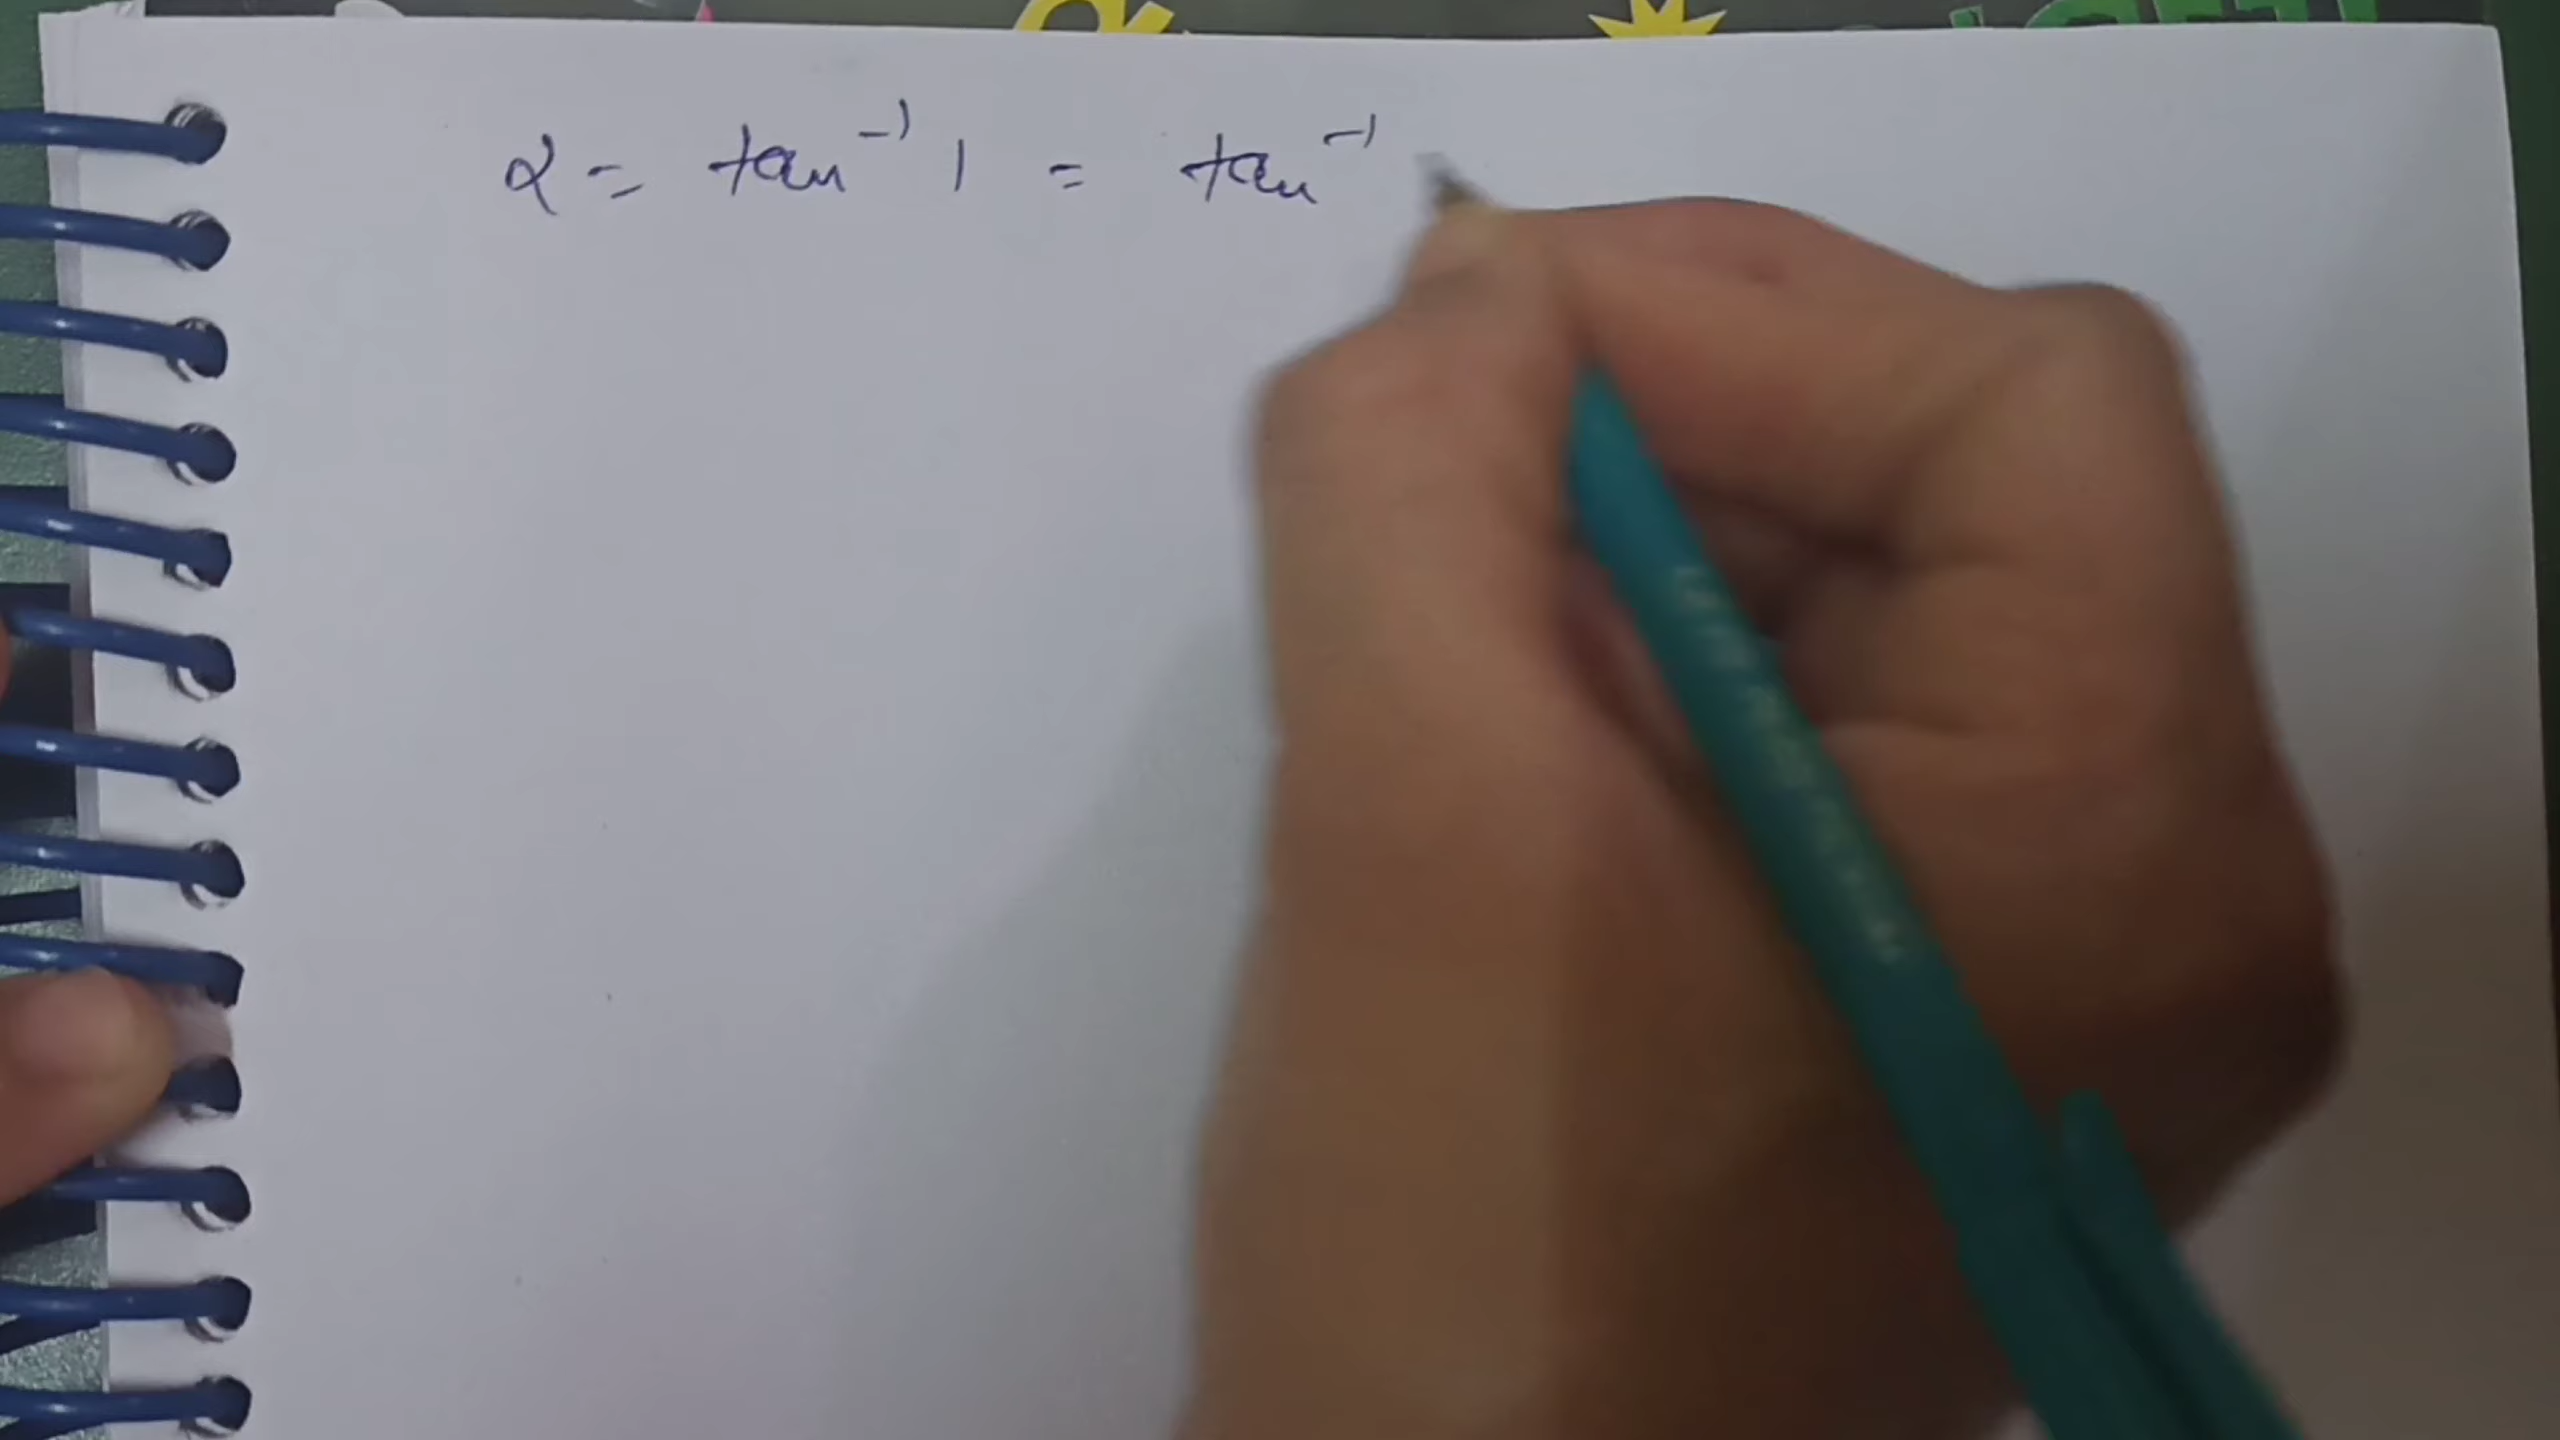 α = tan⁻¹ 1 = tan⁻¹